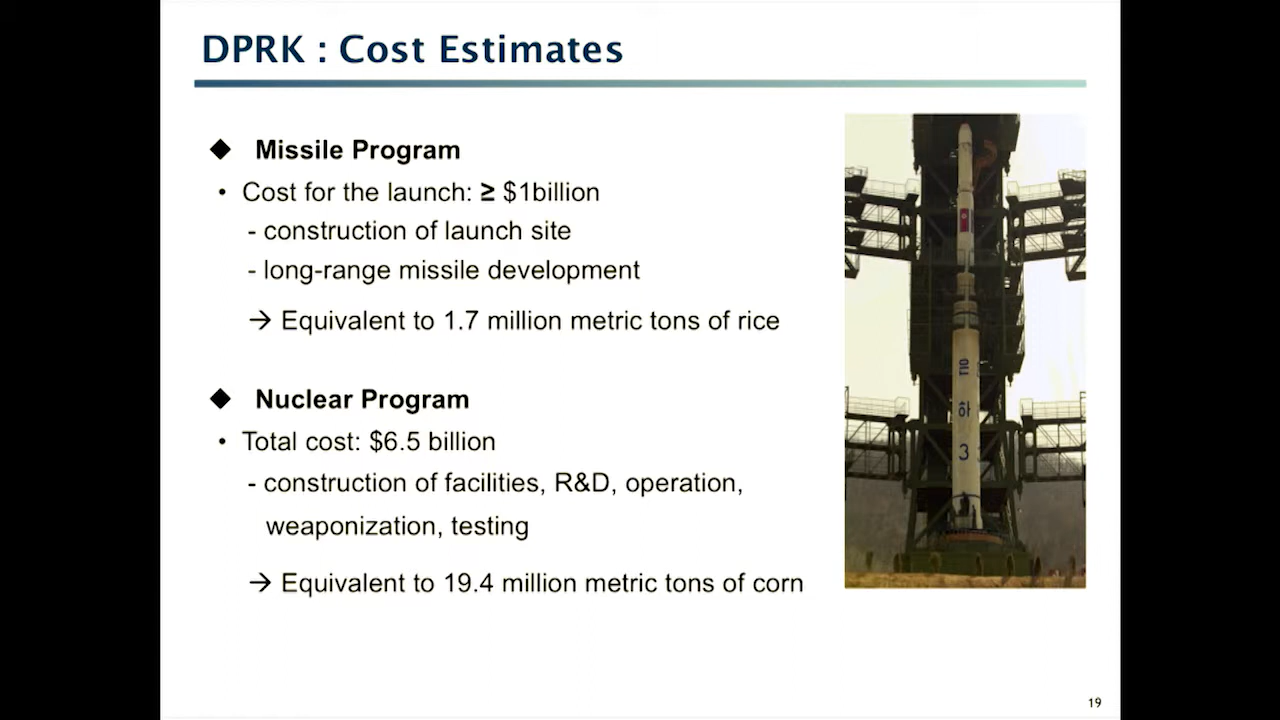 DPRK : Cost Estimates
◆ Missile Program
• Cost for the launch: ≥ $1billion
- construction of launch site
- long-range missile development
→ Equivalent to 1.7 million metric tons of rice
◆ Nuclear Program
• Total cost: $6.5 billion
- construction of facilities, R&D, operation,
weaponization, testing
→ Equivalent to 19.4 million metric tons of corn
하
3
19